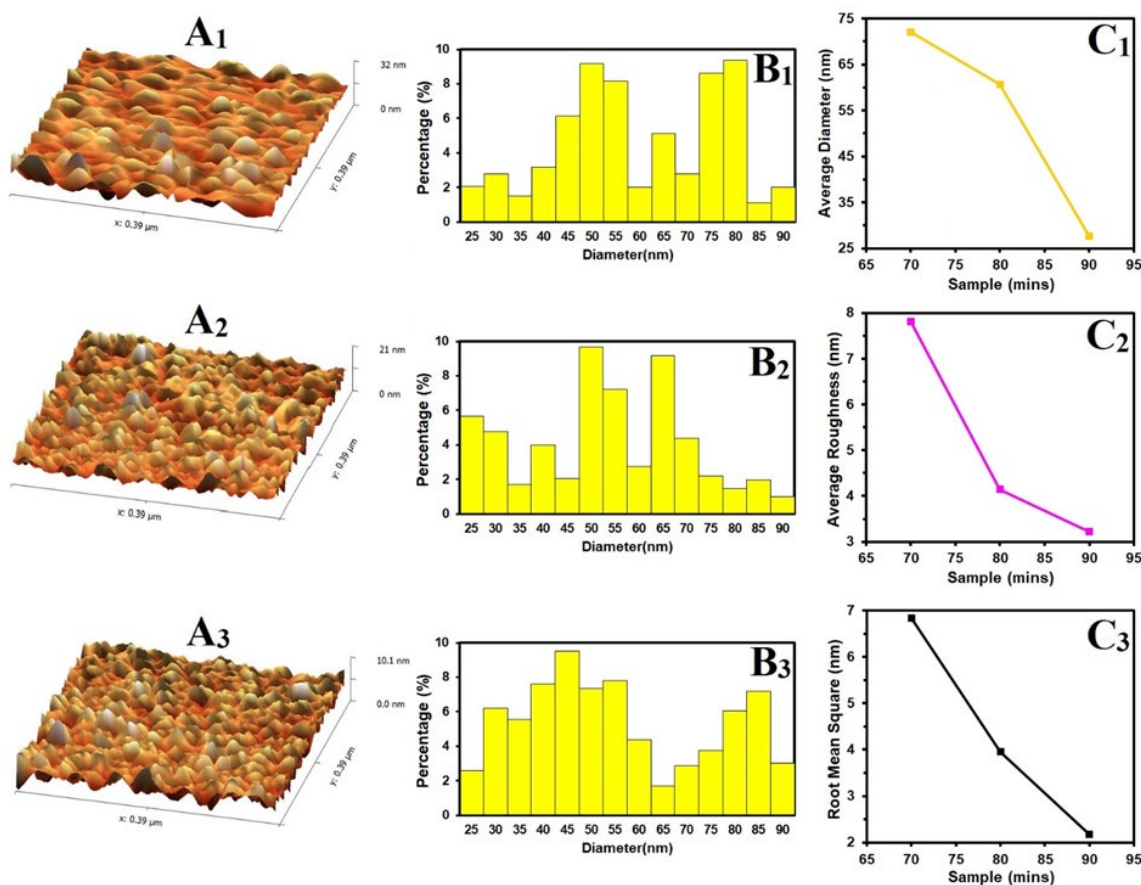 A1
32 nm
0 nm
y: 0.39 µm
x: 0.39 µm
B1
Percentage (%)
10
8
6
4
2
0
25 30 35 40 45 50 55 60 65 70 75 80 85 90
Diameter(nm)
C1
Average Diameter (nm)
75
65
55
45
35
25
65 70 75 80 85 90 95
Sample (mins)
A2
21 nm
0 nm
y: 0.39 µm
x: 0.39 µm
B2
Percentage (%)
10
8
6
4
2
0
25 30 35 40 45 50 55 60 65 70 75 80 85 90
Diameter(nm)
C2
Average Roughness (nm)
8
7
6
5
4
3
65 70 75 80 85 90 95
Sample (mins)
A3
10.1 nm
0.0 nm
y: 0.39 µm
x: 0.39 µm
B3
Percentage (%)
10
8
6
4
2
0
25 30 35 40 45 50 55 60 65 70 75 80 85 90
Diameter(nm)
C3
Root Mean Square (nm)
7
6
5
4
3
2
65 70 75 80 85 90 95
Sample (mins)